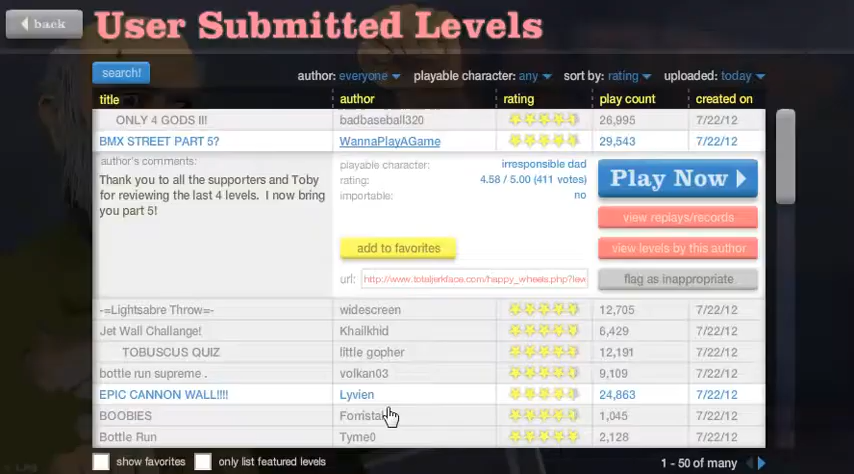 back
User Submitted Levels
search!
author: everyone playable character: any sort by: rating uploaded: today
title author rating play count created on
ONLY 4 GODS II! badbaseball320 26,995 7/22/12
BMX STREET PART 5? WannaPlayAGame 29,543 7/22/12
author's comments:
Thank you to all the supporters and Toby
for reviewing the last 4 levels. I now bring
you part 5!
playable character: irresponsible dad
rating: 4.58 / 5.00 (411 votes)
importable: no
add to favorites
url: http://www.totaljerkface.com/happy_wheels.php?lev
Play Now
view replays/records
view levels by this author
flag as inappropriate
-=Lightsabre Throw=- widescreen 12,705 7/22/12
Jet Wall Challange! Khailkhid 6,429 7/22/12
TOBUSCUS QUIZ little gopher 12,191 7/22/12
bottle run supreme . volkan03 9,109 7/22/12
EPIC CANNON WALL!!!! Lyvien 24,863 7/22/12
BOOBIES Forristal 1,045 7/22/12
Bottle Run Tyme0 2,128 7/22/12
show favorites only list featured levels 1 - 50 of many